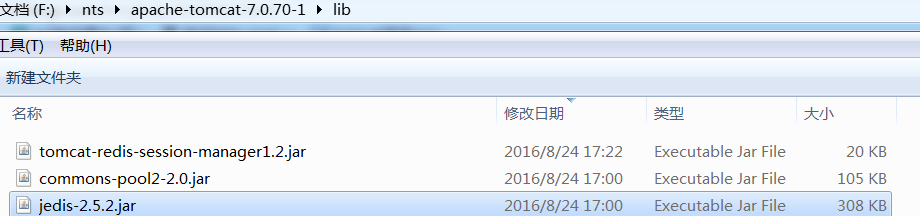 文档 (F:) ▸ nts ▸ apache-tomcat-7.0.70-1 ▸ lib
工具(T) 帮助(H)
新建文件夹
名称 修改日期 类型 大小
tomcat-redis-session-manager1.2.jar 2016/8/24 17:22 Executable Jar File 20 KB
commons-pool2-2.0.jar 2016/8/24 17:00 Executable Jar File 105 KB
jedis-2.5.2.jar 2016/8/24 17:00 Executable Jar File 308 KB